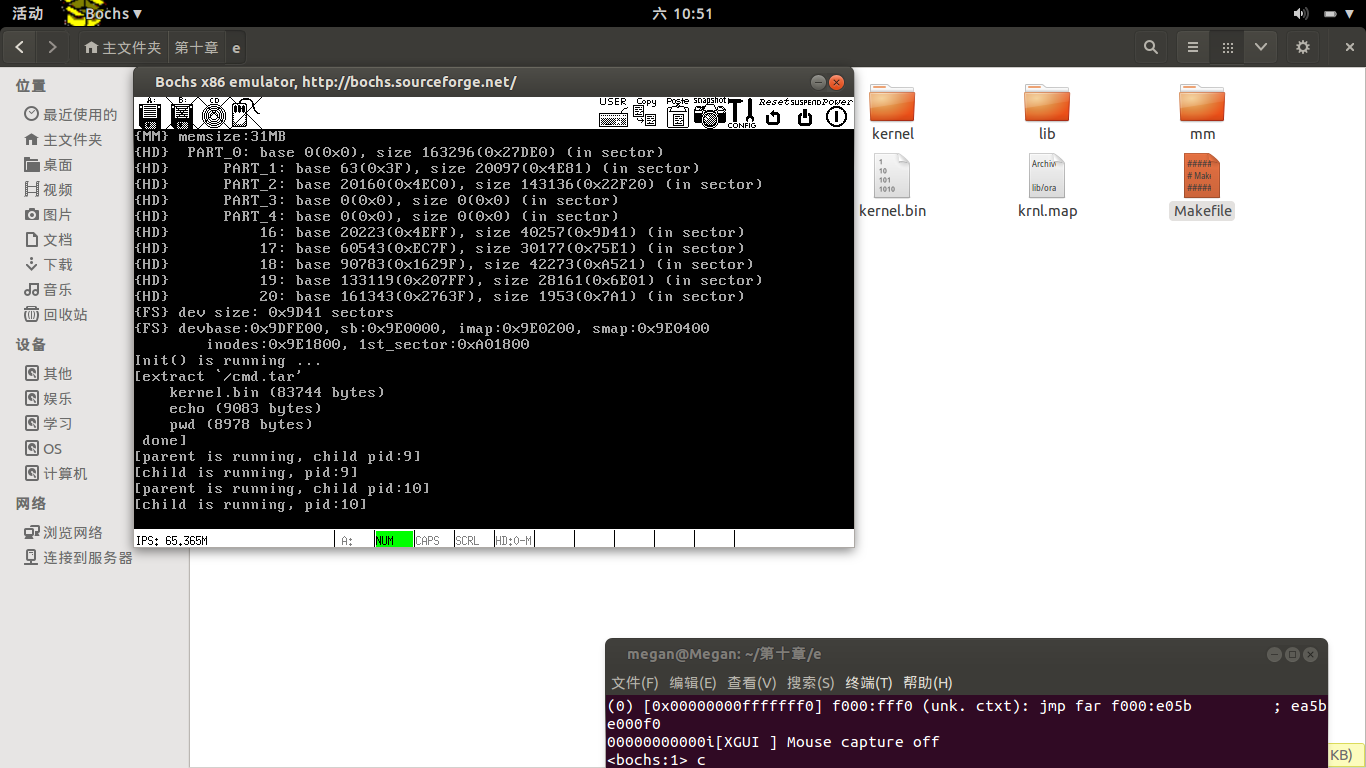 活动 Bochs ▾ 六 10:51
主文件夹 第十章 e
位置
最近使用的
主文件夹
桌面
视频
图片
文档
下载
音乐
回收站
设备
其他
娱乐
学习
OS
计算机
网络
浏览网络
连接到服务器
Bochs x86 emulator, http://bochs.sourceforge.net/
A: B: CD USER Copy Paste snapshot CONFIG Reset SUSPEND Power
{MM} memsize:31MB
{HD} PART_0: base 0(0x0), size 163296(0x27DE0) (in sector)
{HD} PART_1: base 63(0x3F), size 20097(0x4E81) (in sector)
{HD} PART_2: base 20160(0x4EC0), size 143136(0x22F20) (in sector)
{HD} PART_3: base 0(0x0), size 0(0x0) (in sector)
{HD} PART_4: base 0(0x0), size 0(0x0) (in sector)
{HD} 16: base 20223(0x4EFF), size 40257(0x9D41) (in sector)
{HD} 17: base 60543(0xEC7F), size 30177(0x75E1) (in sector)
{HD} 18: base 90783(0x1629F), size 42273(0xA521) (in sector)
{HD} 19: base 133119(0x207FF), size 28161(0x6E01) (in sector)
{HD} 20: base 161343(0x2763F), size 1953(0x7A1) (in sector)
{FS} dev size: 0x9D41 sectors
{FS} devbase:0x9DFE00, sb:0x9E0000, imap:0x9E0200, smap:0x9E0400
inodes:0x9E1800, 1st_sector:0xA01800
Init() is running ...
[extract `/cmd.tar'
kernel.bin (83744 bytes)
echo (9083 bytes)
pwd (8978 bytes)
done]
[parent is running, child pid:9]
[child is running, pid:9]
[parent is running, child pid:10]
[child is running, pid:10]
IPS: 65.365M A: NUM CAPS SCRL HD:0-M
kernel lib mm
1
10
101
1010
Archiv
lib/ora
#####
# Make
#####
kernel.bin krnl.map Makefile
megan@Megan: ~/第十章/e
文件(F) 编辑(E) 查看(V) 搜索(S) 终端(T) 帮助(H)
(0) [0x00000000fffffff0] f000:fff0 (unk. ctxt): jmp far f000:e05b ; ea5b
e000f0
00000000000i[XGUI ] Mouse capture off
<bochs:1> c
KB)